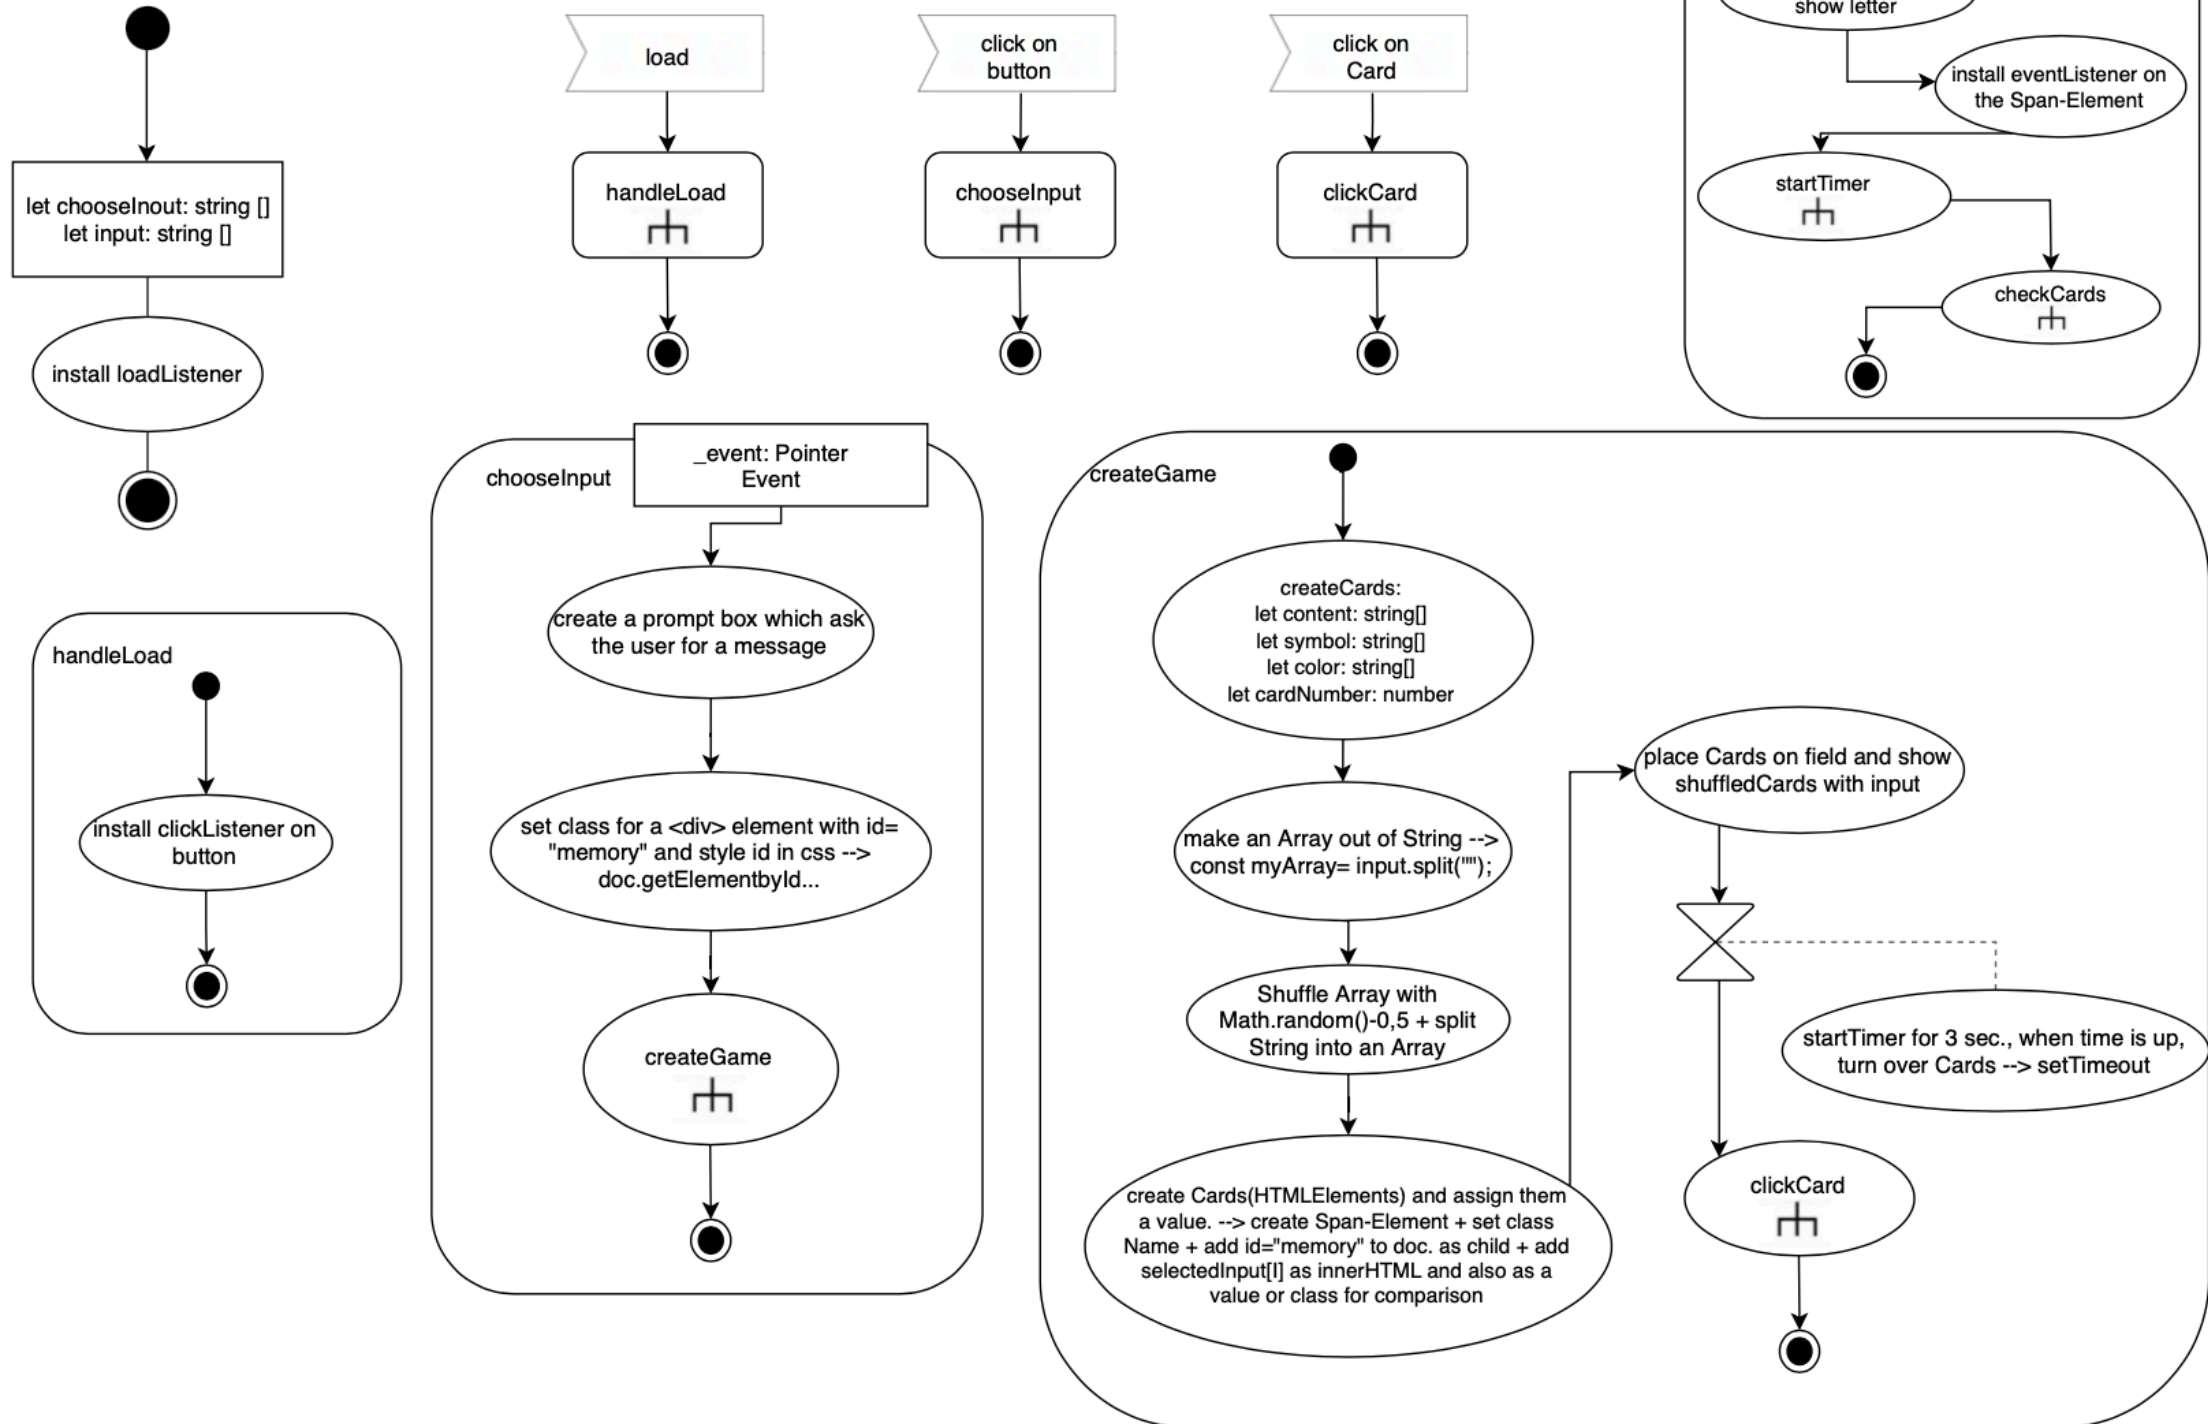 let chooseInout: string []
let input: string []
install loadListener
load
handleLoad
click on
button
chooseInput
click on
Card
clickCard
show letter
install eventListener on
the Span-Element
startTimer
checkCards
handleLoad
install clickListener on
button
chooseInput
_event: Pointer
Event
create a prompt box which ask
the user for a message
set class for a <div> element with id=
"memory" and style id in css -->
doc.getElementbyId...
createGame
createGame
createCards:
let content: string[]
let symbol: string[]
let color: string[]
let cardNumber: number
make an Array out of String -->
const myArray= input.split("");
Shuffle Array with
Math.random()-0,5 + split
String into an Array
create Cards(HTMLElements) and assign them
a value. --> create Span-Element + set class
Name + add id="memory" to doc. as child + add
selectedInput[I] as innerHTML and also as a
value or class for comparison
place Cards on field and show
shuffledCards with input
startTimer for 3 sec., when time is up,
turn over Cards --> setTimeout
clickCard